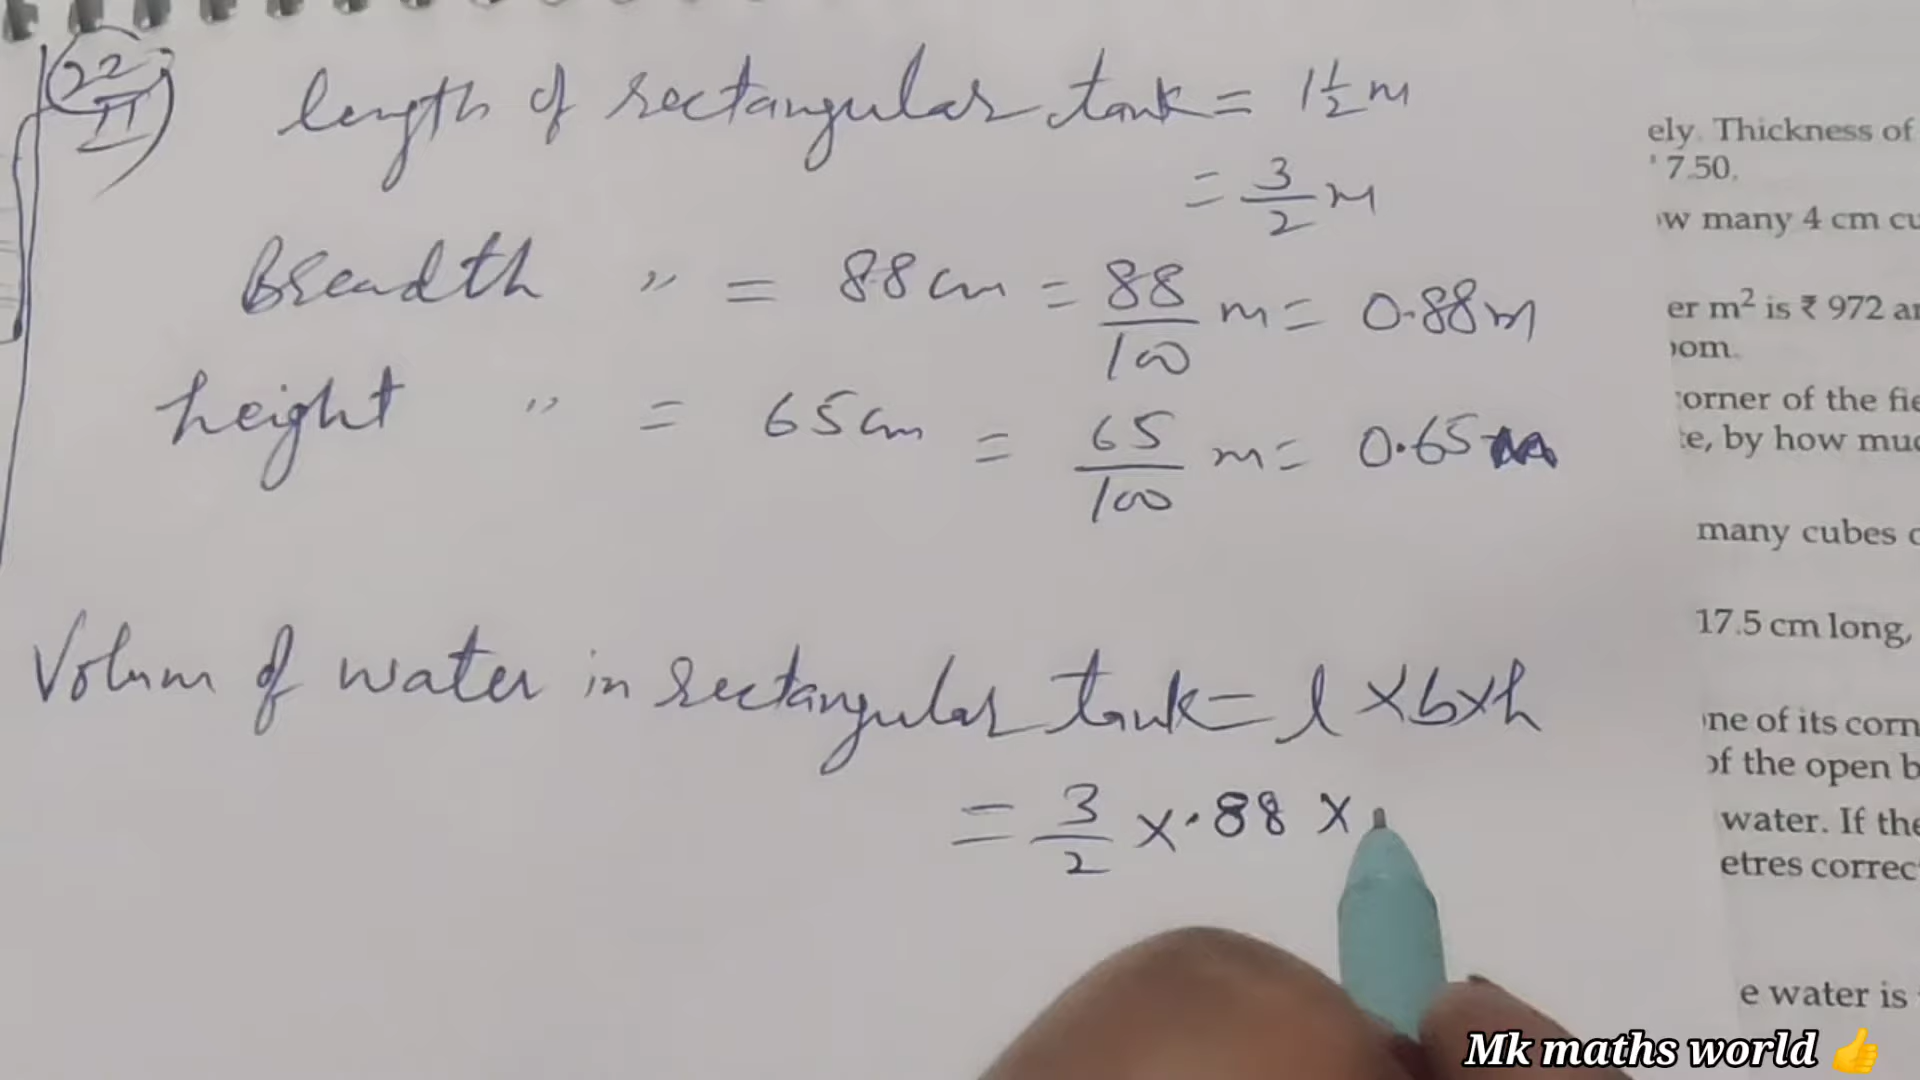 22
II
length of rectangular tank = 1½ m
= 3/2 m
Breadth " = 88 cm = 88/100 m = 0.88 m
height " = 65 cm = 65/100 m = 0.65 m
Volum of water in rectangular tank = l × b × h
= 3/2 × .88 ×
ely. Thickness of
7.50.
w many 4 cm cu
er m² is ₹ 972 an
om.
orner of the fie
e, by how muc
many cubes o
17.5 cm long,
ne of its corn
of the open b
water. If the
etres correc
e water is
Mk maths world 👍